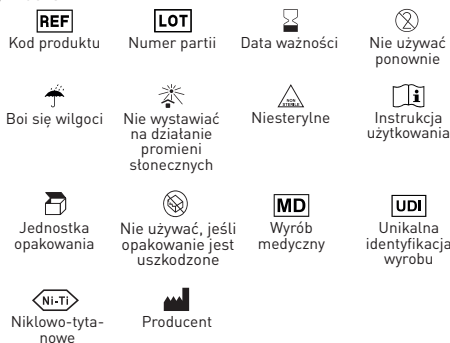 REF
LOT
Kod produktu
Numer partii
Data ważności
Nie używać
ponownie
NON
STERILE
Boi się wilgoci
Nie wystawiać
na działanie
promieni
słonecznych
Niesterylne
Instrukcja
użytkowania
MD
UDI
Jednostka
opakowania
Nie używać, jeśli
opakowanie jest
uszkodzone
Wyrób
medyczny
Unikalna
identyfikacja
wyrobu
Ni-Ti
Niklowo-tyta-
nowe
Producent